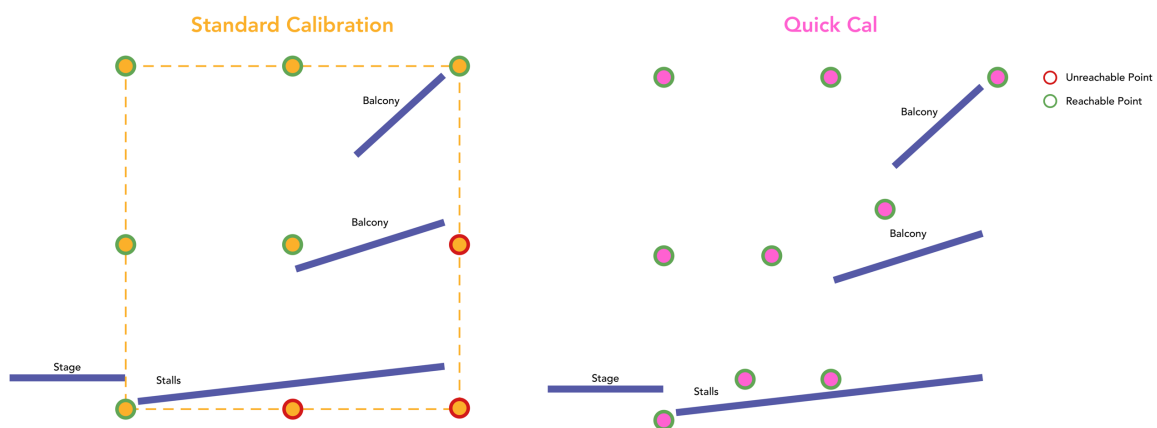 Standard Calibration
Balcony
Balcony
Stage
Stalls
Quick Cal
Balcony
Balcony
Stage
Stalls
Unreachable Point
Reachable Point